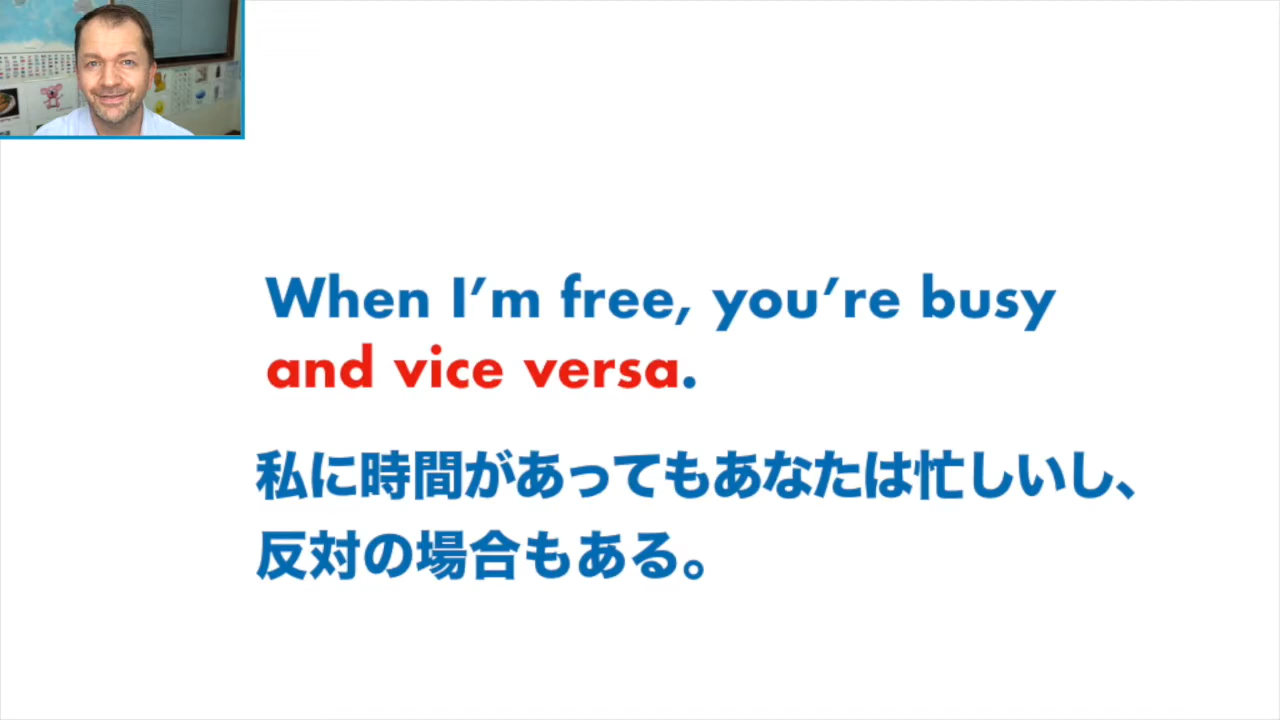 When I’m free, you’re busy
and vice versa.
私に時間があってもあなたは忙しいし、
反対の場合もある。